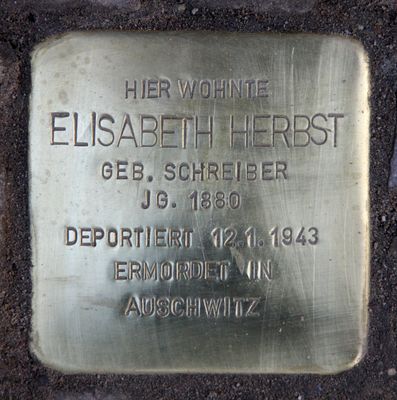 HIER WOHNTE
ELISABETH HERBST
GEB. SCHREIBER
JG. 1880
DEPORTIERT 12.1.1943
ERMORDET IN
AUSCHWITZ